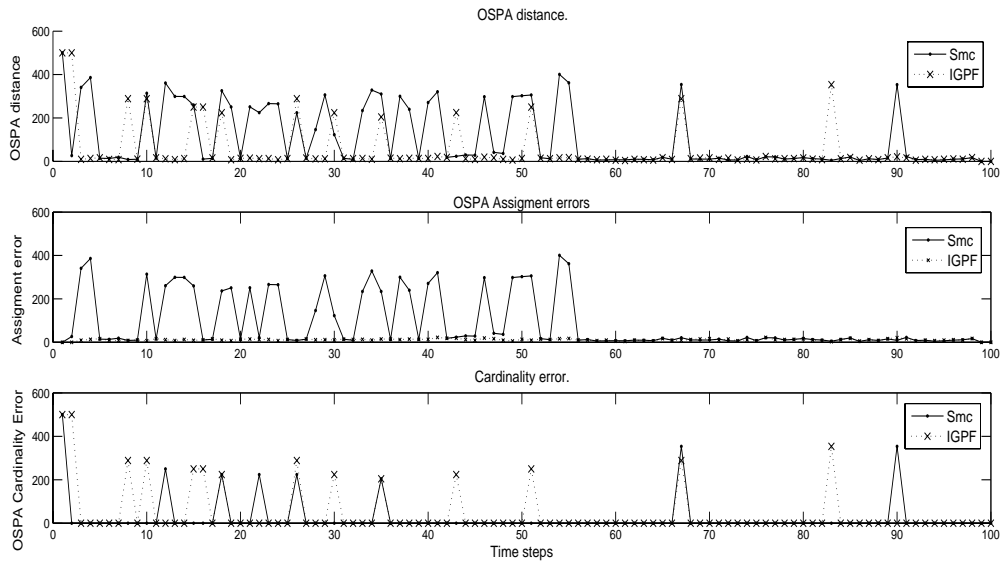 OSPA distance.
OSPA distance
600
400
200
0
Smc
IGPF
0 10 20 30 40 50 60 70 80 90 100
OSPA Assigment errors
Assigment error
600
400
200
0
Smc
IGPF
0 10 20 30 40 50 60 70 80 90 100
Cardinality error.
OSPA Cardinality Error
600
400
200
0
Smc
IGPF
0 10 20 30 40 50 60 70 80 90 100
Time steps